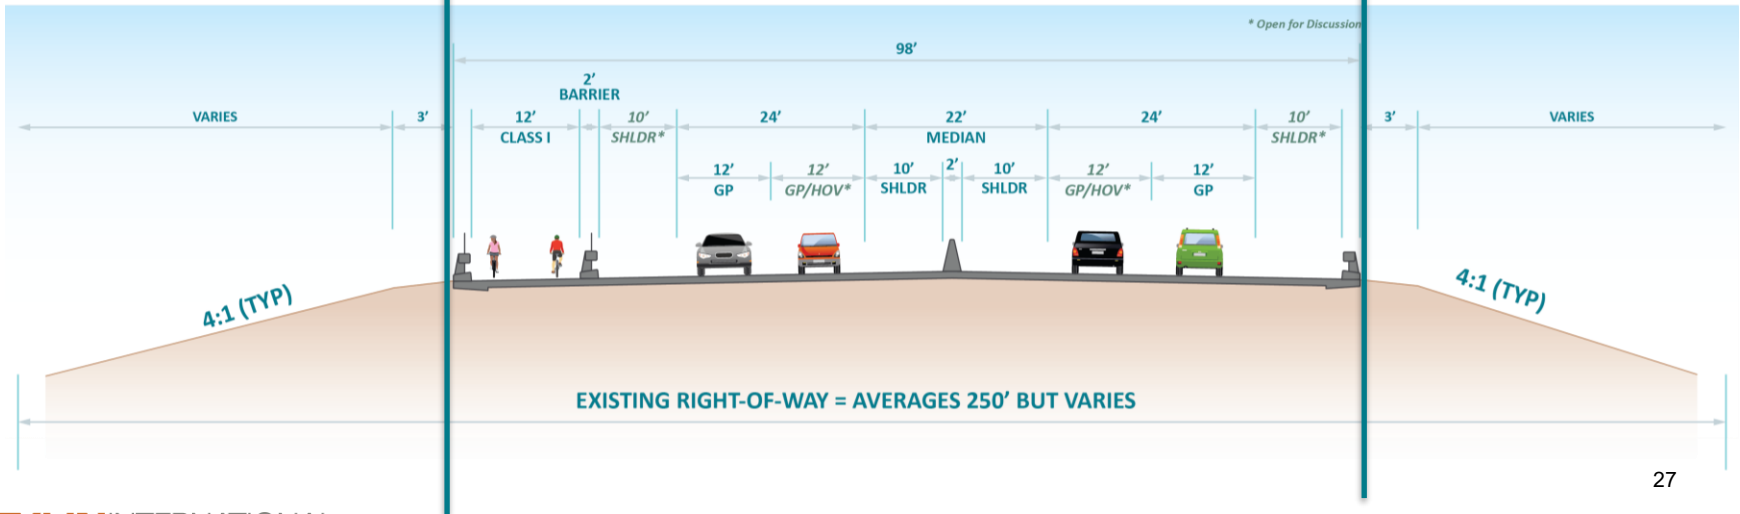 * Open for Discussion
98’
2’
BARRIER
VARIES
3’
12’
CLASS I
10’
SHLDR*
24’
22’
MEDIAN
24’
10’
SHLDR*
3’
VARIES
12’
GP
12’
GP/HOV*
10’
SHLDR
2’
10’
SHLDR
12’
GP/HOV*
12’
GP
4:1 (TYP)
4:1 (TYP)
EXISTING RIGHT-OF-WAY = AVERAGES 250’ BUT VARIES
27